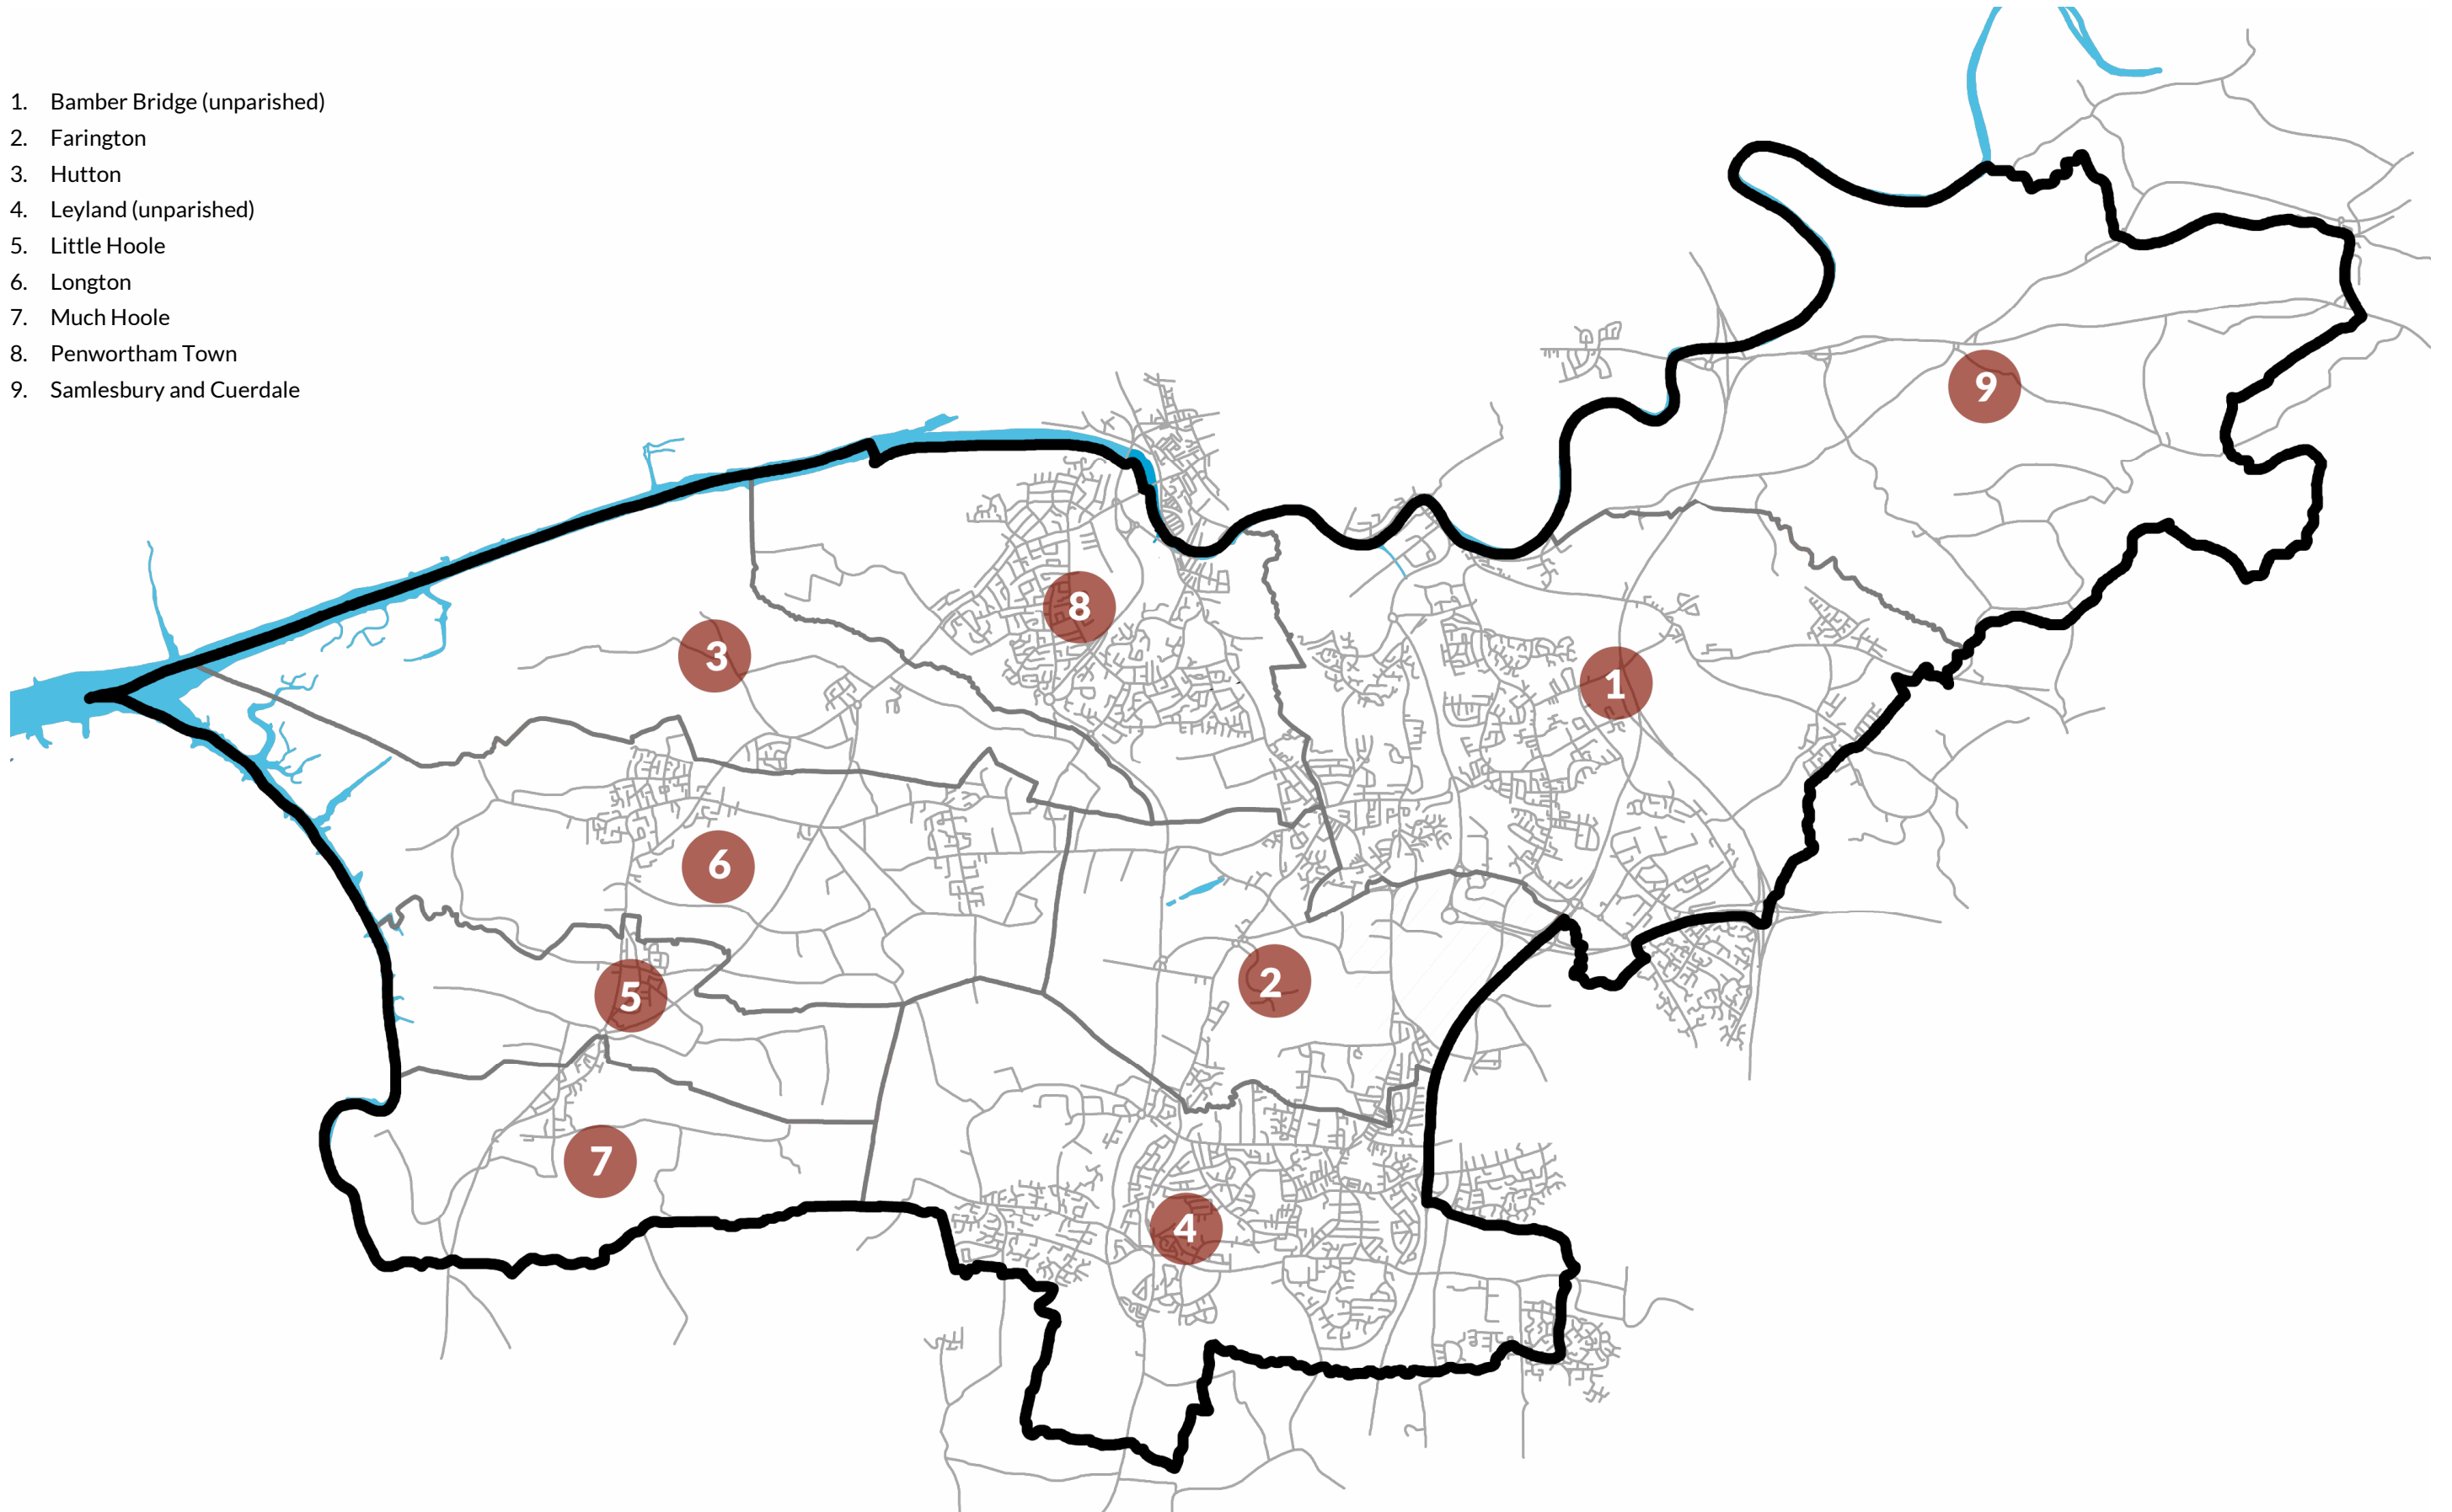 1. Bamber Bridge (unparished)
2. Farington
3. Hutton
4. Leyland (unparished)
5. Little Hoole
6. Longton
7. Much Hoole
8. Penwortham Town
9. Samlesbury and Cuerdale
9
8
3
1
6
2
5
7
4